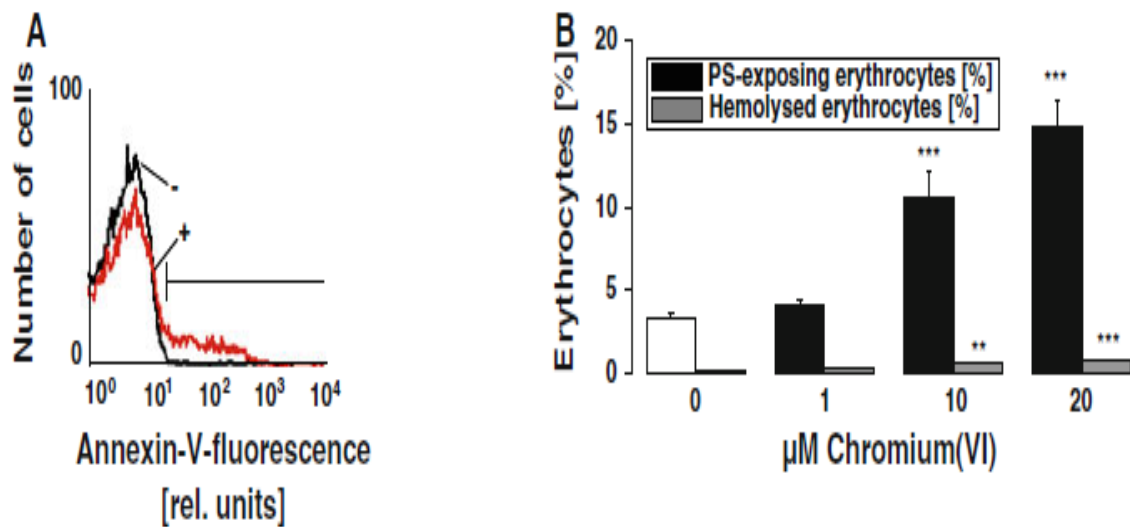 A
Number of cells
100
0
-
+
10⁰ 10¹ 10² 10³ 10⁴
Annexin-V-fluorescence
[rel. units]
B
Erythrocytes [%]
20
15
10
5
0
PS-exposing erythrocytes [%]
Hemolysed erythrocytes [%]
***
***
**
***
0 1 10 20
µM Chromium(VI)